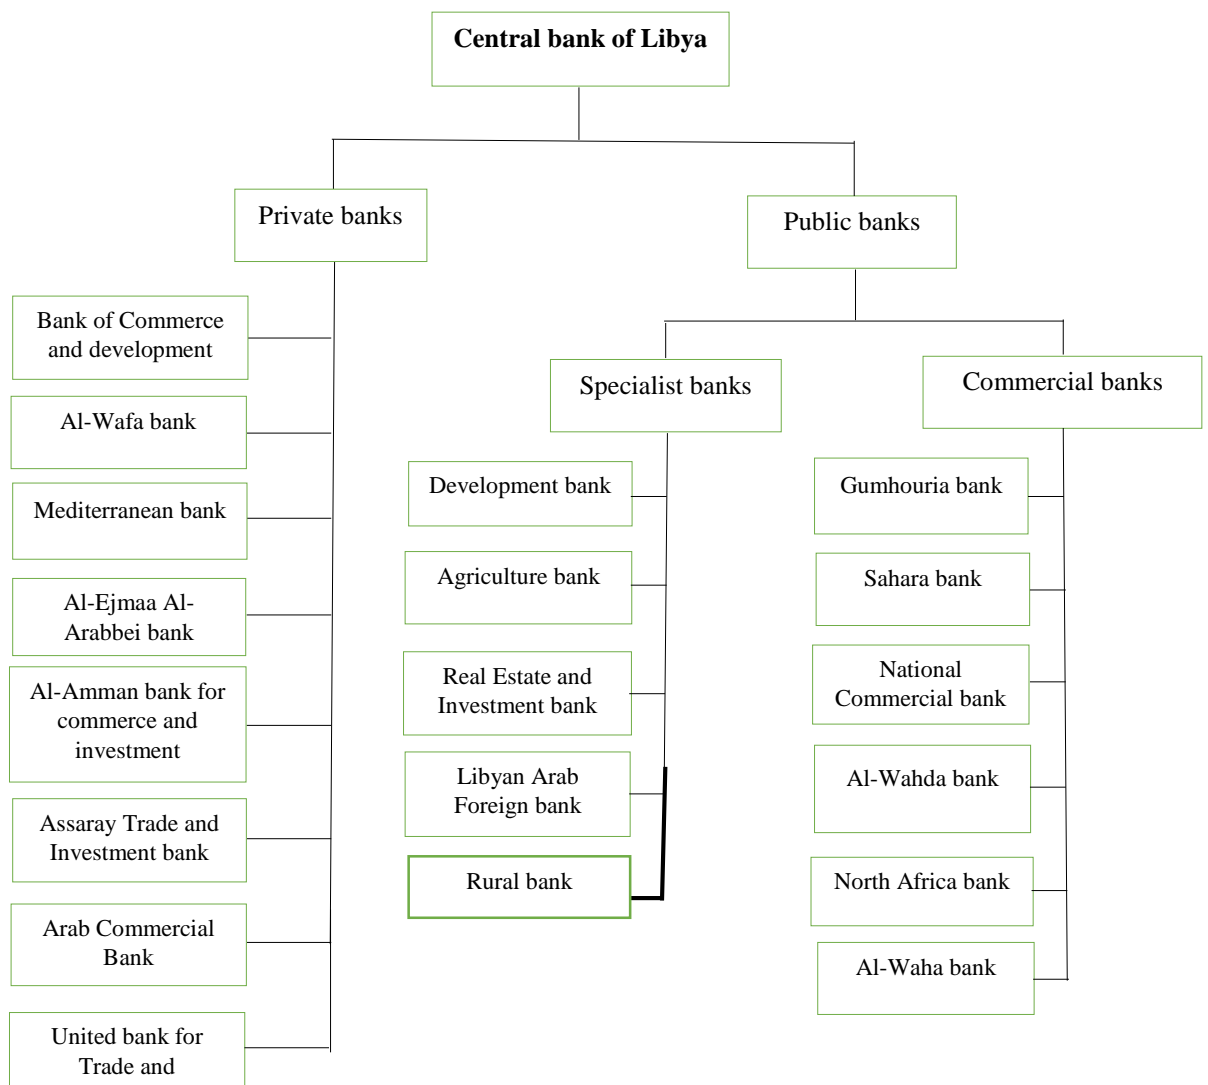 Central bank of Libya
Private banks
Public banks
Bank of Commerce
and development
Al-Wafa bank
Mediterranean bank
Al-Ejmaa Al-
Arabbei bank
Al-Amman bank for
commerce and
investment
Assaray Trade and
Investment bank
Arab Commercial
Bank
United bank for
Trade and
Specialist banks
Development bank
Agriculture bank
Real Estate and
Investment bank
Libyan Arab
Foreign bank
Rural bank
Commercial banks
Gumhouria bank
Sahara bank
National
Commercial bank
Al-Wahda bank
North Africa bank
Al-Waha bank